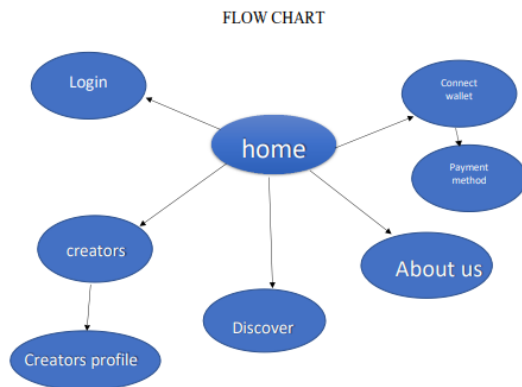 FLOW CHART
Login
Connect
wallet
home
Payment
method
creators
About us
Discover
Creators profile